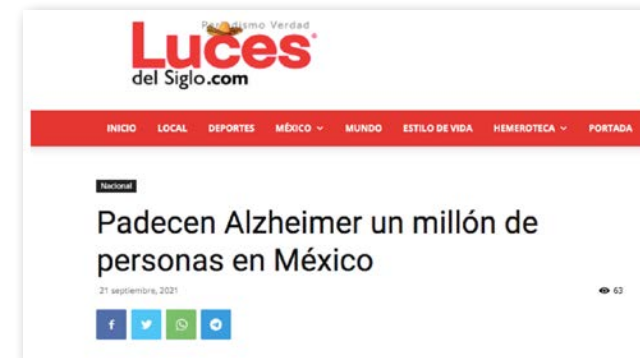 Periodismo Verdad
Luces
del Siglo.com
INICIO LOCAL DEPORTES MÉXICO MUNDO ESTILO DE VIDA HEMEROTECA PORTADA
Nacional
Padecen Alzheimer un millón de
personas en México
21 septiembre, 2021 63